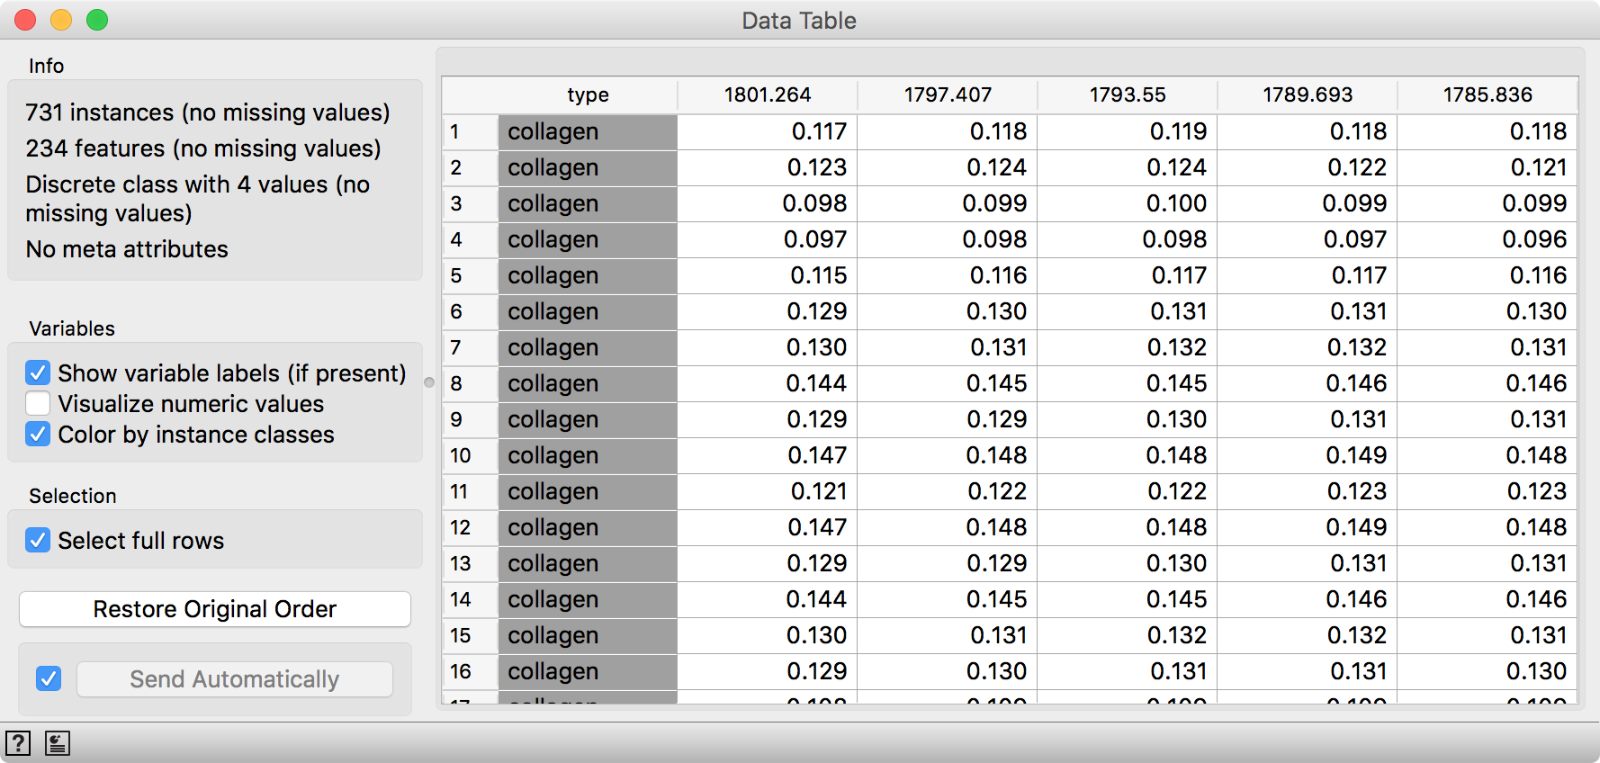 Data Table
Info
731 instances (no missing values)
234 features (no missing values)
Discrete class with 4 values (no
missing values)
No meta attributes
Variables
Show variable labels (if present)
Visualize numeric values
Color by instance classes
Selection
Select full rows
Restore Original Order
Send Automatically
type 1801.264 1797.407 1793.55 1789.693 1785.836
1 collagen 0.117 0.118 0.119 0.118 0.118
2 collagen 0.123 0.124 0.124 0.122 0.121
3 collagen 0.098 0.099 0.100 0.099 0.099
4 collagen 0.097 0.098 0.098 0.097 0.096
5 collagen 0.115 0.116 0.117 0.117 0.116
6 collagen 0.129 0.130 0.131 0.131 0.130
7 collagen 0.130 0.131 0.132 0.132 0.131
8 collagen 0.144 0.145 0.145 0.146 0.146
9 collagen 0.129 0.129 0.130 0.131 0.131
10 collagen 0.147 0.148 0.148 0.149 0.148
11 collagen 0.121 0.122 0.122 0.123 0.123
12 collagen 0.147 0.148 0.148 0.149 0.148
13 collagen 0.129 0.129 0.130 0.131 0.131
14 collagen 0.144 0.145 0.145 0.146 0.146
15 collagen 0.130 0.131 0.132 0.132 0.131
16 collagen 0.129 0.130 0.131 0.131 0.130
17 collagen
?